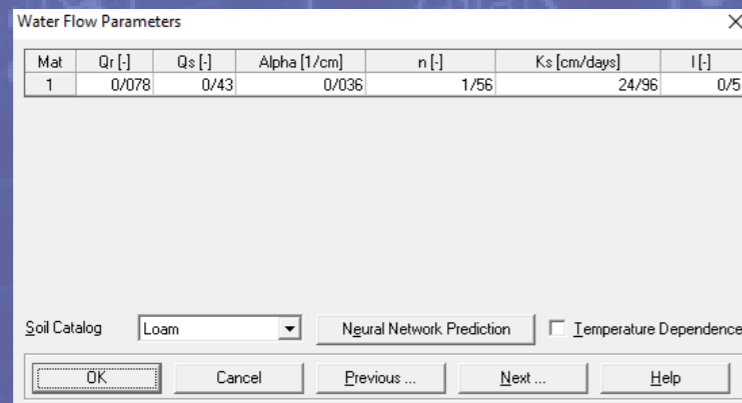 Water Flow Parameters
Mat Qr [-] Qs [-] Alpha [1/cm] n [-] Ks [cm/days] l [-]
1 0/078 0/43 0/036 1/56 24/96 0/5
Soil Catalog Loam Neural Network Prediction Temperature Dependence
OK Cancel Previous ... Next ... Help